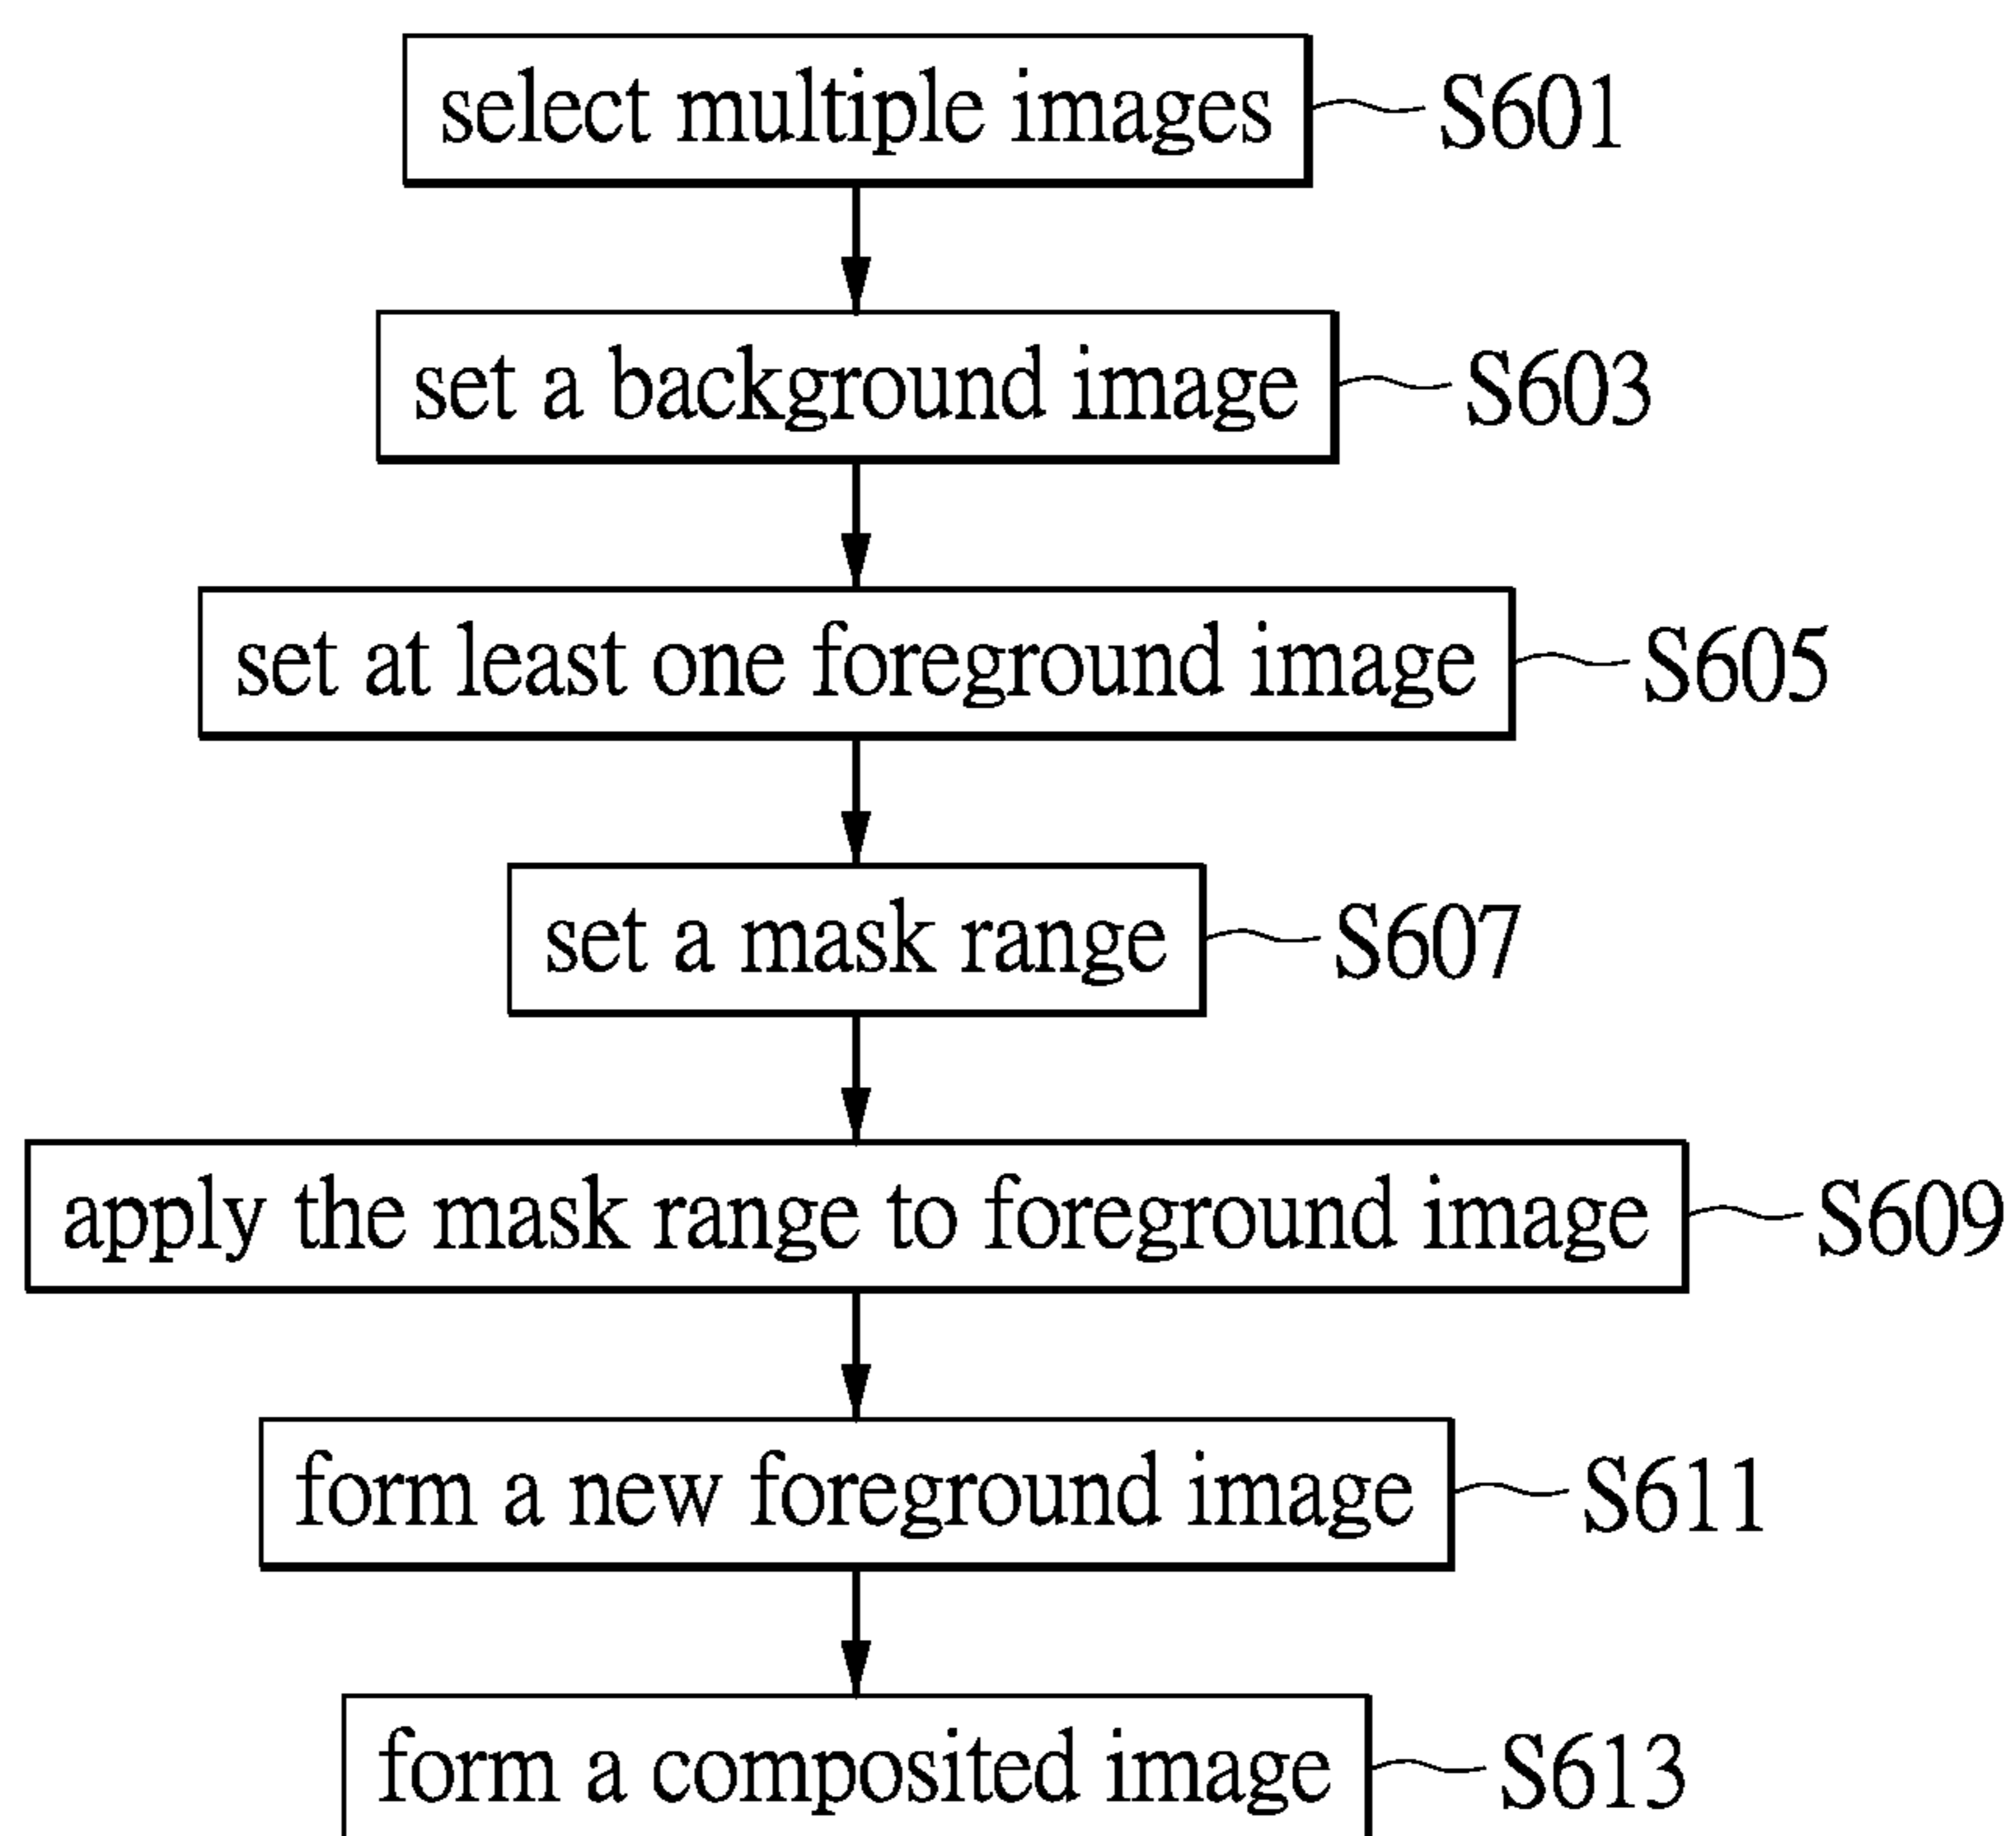 select multiple images S601
set a background image S603
set at least one foreground image S605
set a mask range S607
apply the mask range to foreground image S609
form a new foreground image S611
form a composited image S613